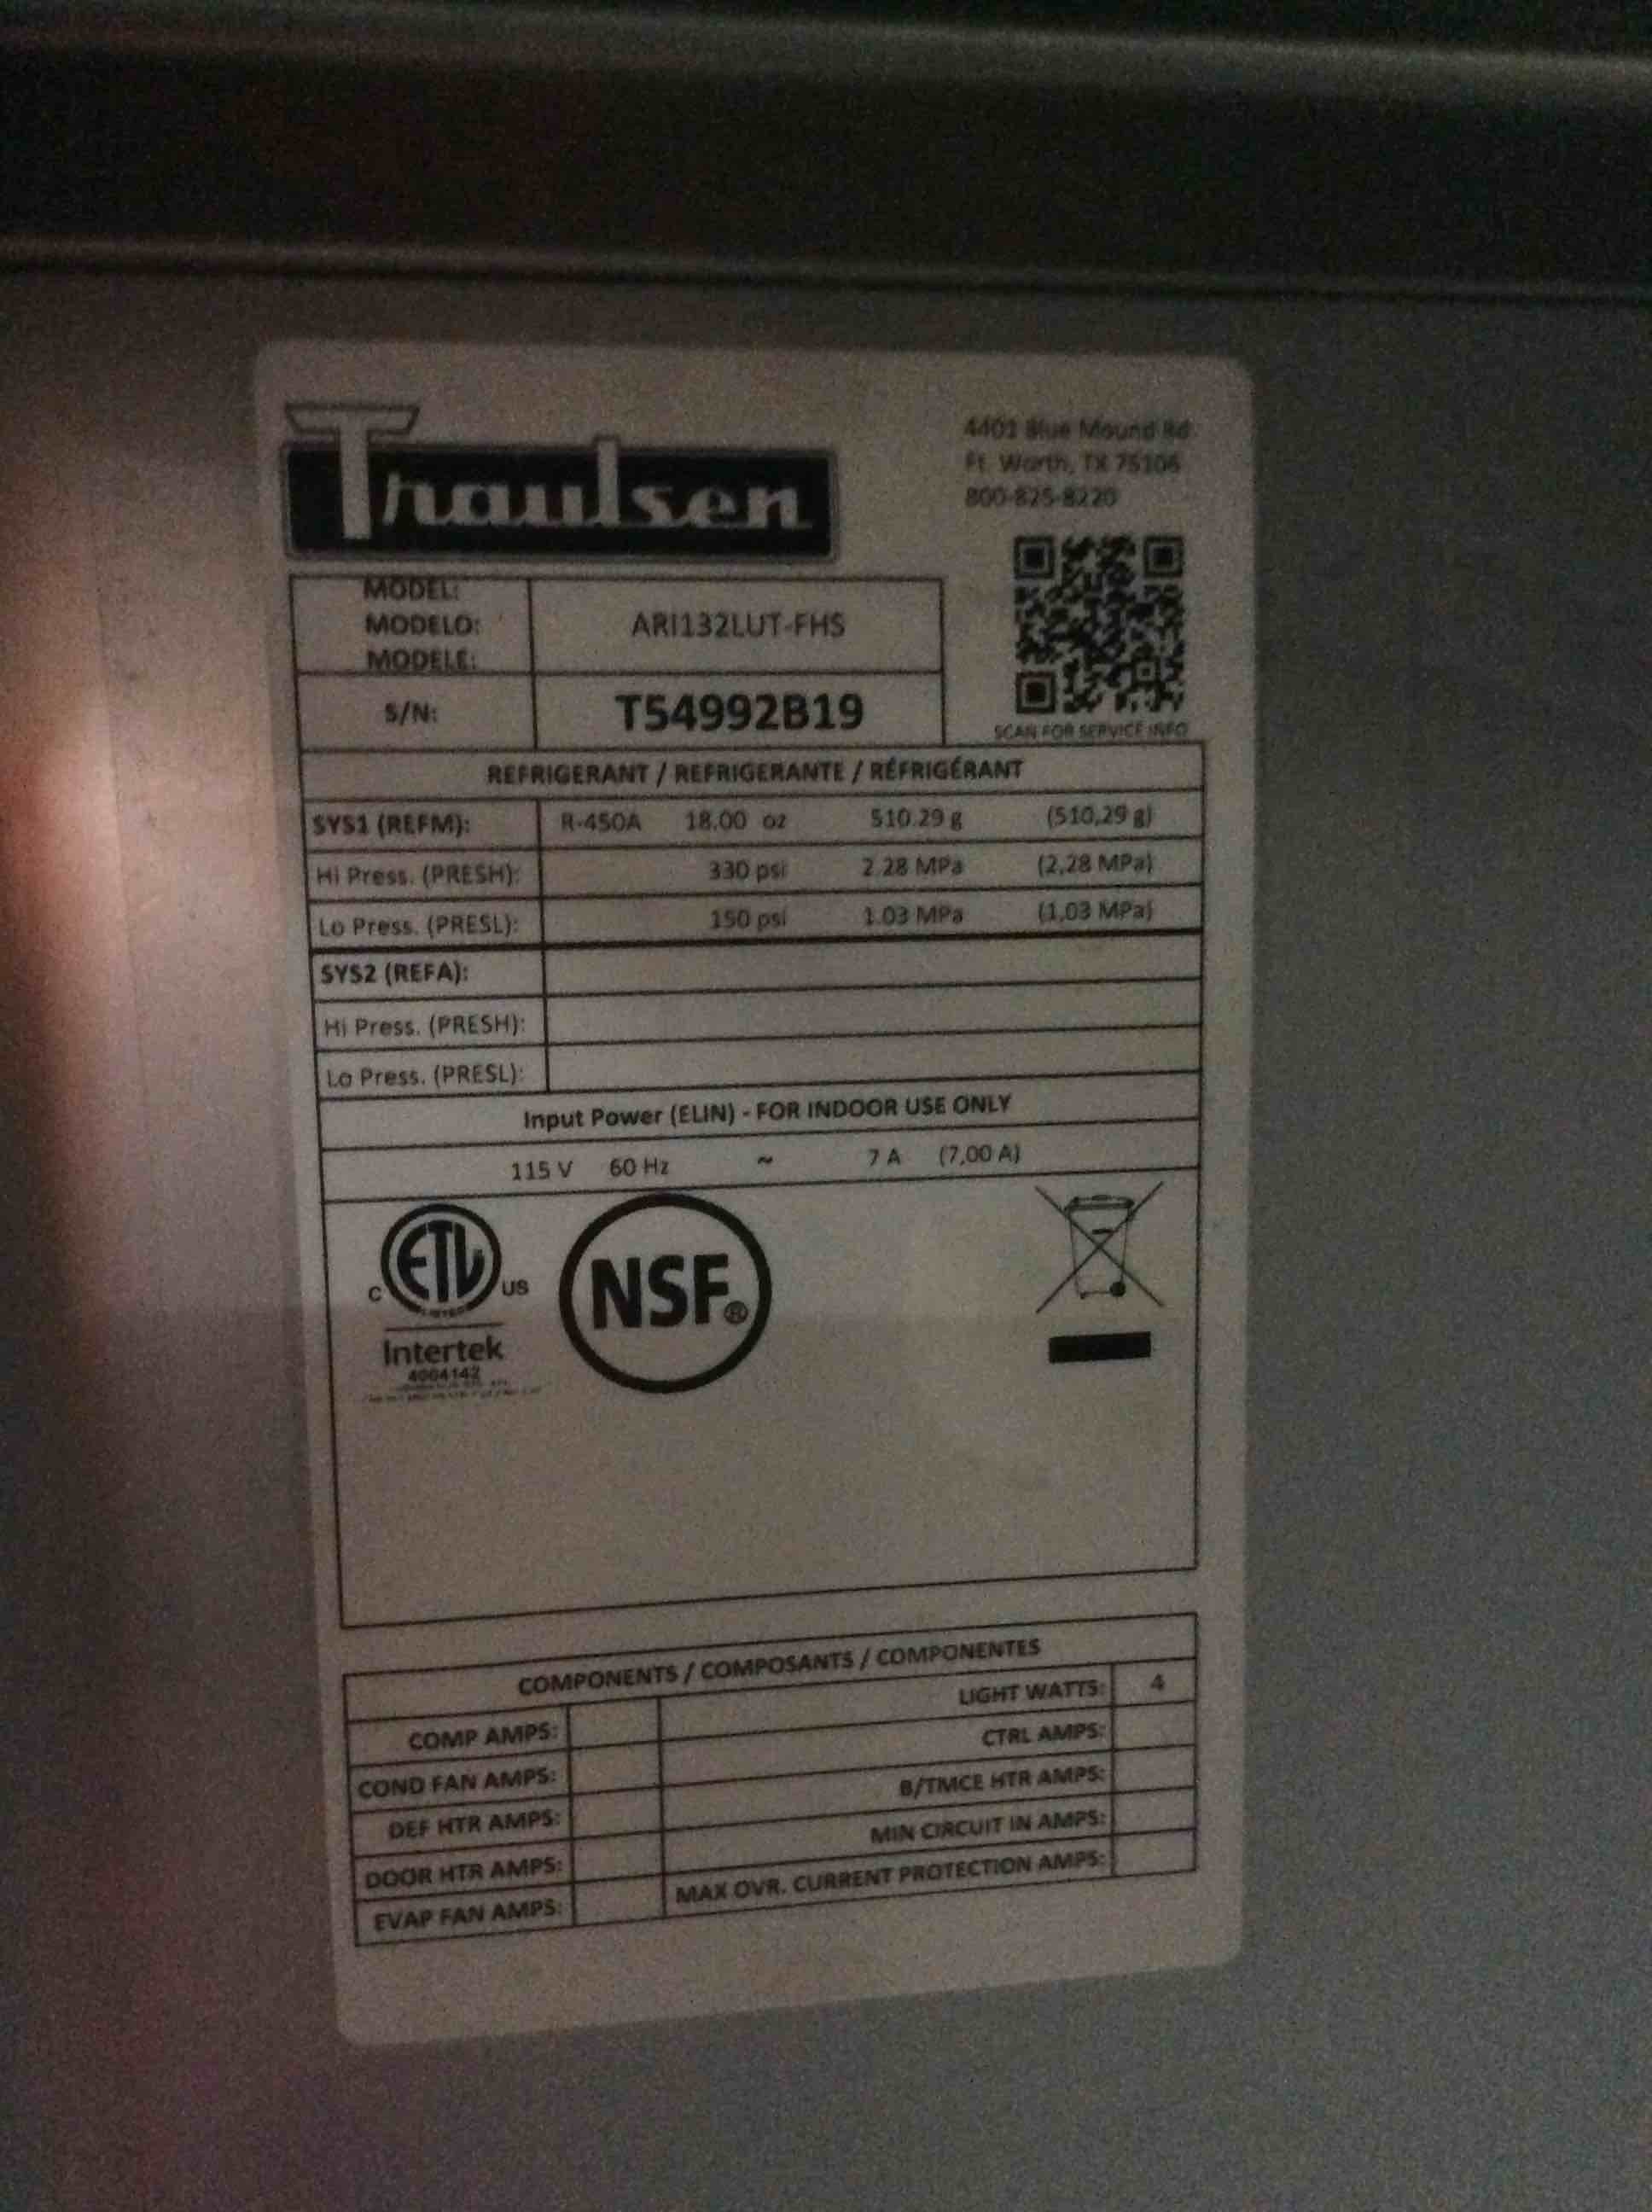 Traulsen
4401 Blue Mound Rd
Ft. Worth, TX 76106
800-825-8220
MODEL:
MODELO:
MODELE:
ARI132LUT-FHS
S/N:
T54992B19
SCAN FOR SERVICE INFO
REFRIGERANT / REFRIGERANTE / RÉFRIGÉRANT
SYS1 (REFM): R-450A 18.00 oz 510.29 g (510,29 g)
Hi Press. (PRESH): 330 psi 2.28 MPa (2,28 MPa)
Lo Press. (PRESL): 150 psi 1.03 MPa (1,03 MPa)
SYS2 (REFA):
Hi Press. (PRESH):
Lo Press. (PRESL):
Input Power (ELIN) - FOR INDOOR USE ONLY
115 V 60 Hz ~ 7 A (7,00 A)
C ETL US
LISTED
Intertek
4004142
NSF®
COMPONENTS / COMPOSANTS / COMPONENTES
LIGHT WATTS: 4
COMP AMPS: CTRL AMPS:
COND FAN AMPS: B/TMCE HTR AMPS:
DEF HTR AMPS: MIN CIRCUIT IN AMPS:
DOOR HTR AMPS: MAX OVR. CURRENT PROTECTION AMPS:
EVAP FAN AMPS: